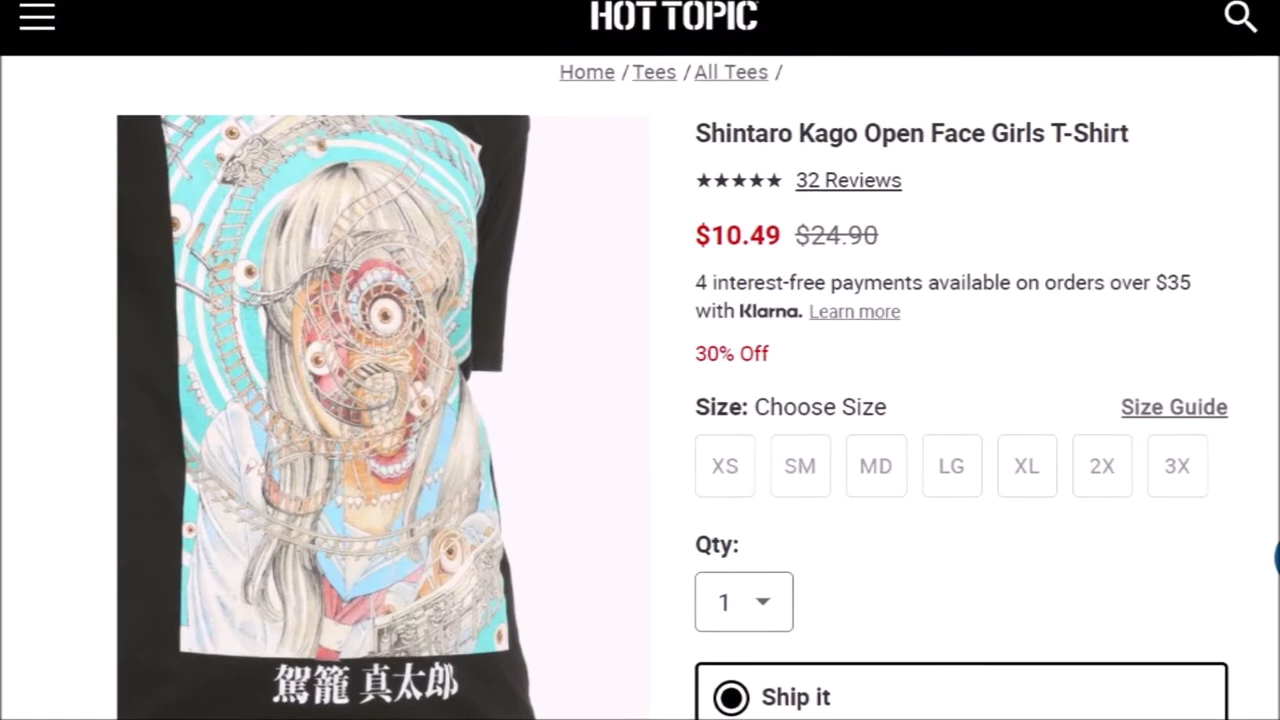 HOT TOPIC
Home / Tees / All Tees /
Shintaro Kago Open Face Girls T-Shirt
★★★★★ 32 Reviews
$10.49 $24.90
4 interest-free payments available on orders over $35
with Klarna. Learn more
30% Off
Size: Choose Size Size Guide
XS SM MD LG XL 2X 3X
Qty:
1
Ship it
駕籠 真太郎